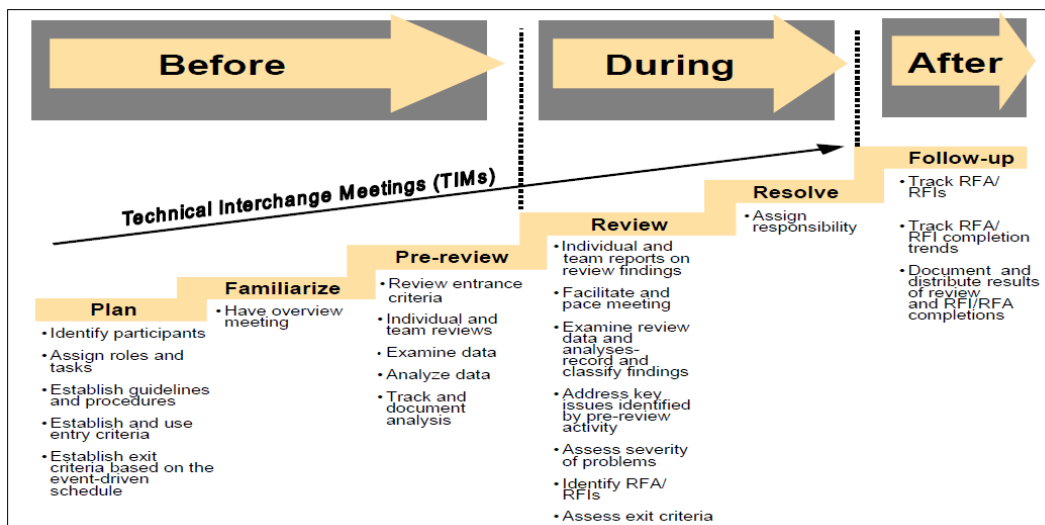 Before
During
After
Technical Interchange Meetings (TIMs)
Plan
• Identify participants
• Assign roles and
tasks
• Establish guidelines
and procedures
• Establish and use
entry criteria
• Establish exit
criteria based on the
event-driven
schedule
Familiarize
• Have overview
meeting
Pre-review
• Review entrance
criteria
• Individual and
team reviews
• Examine data
• Analyze data
• Track and
document
analysis
Review
• Individual and
team reports on
review findings
• Facilitate and
pace meeting
• Examine review
data and
analyses-
record and
classify findings
• Address key
issues identified
by pre-review
activity
• Assess severity
of problems
• Identify RFA/
RFIs
• Assess exit criteria
Resolve
• Assign
responsibility
Follow-up
• Track RFA/
RFIs
• Track RFA/
RFI completion
trends
• Document and
distribute results
of review
and RFI/RFA
completions